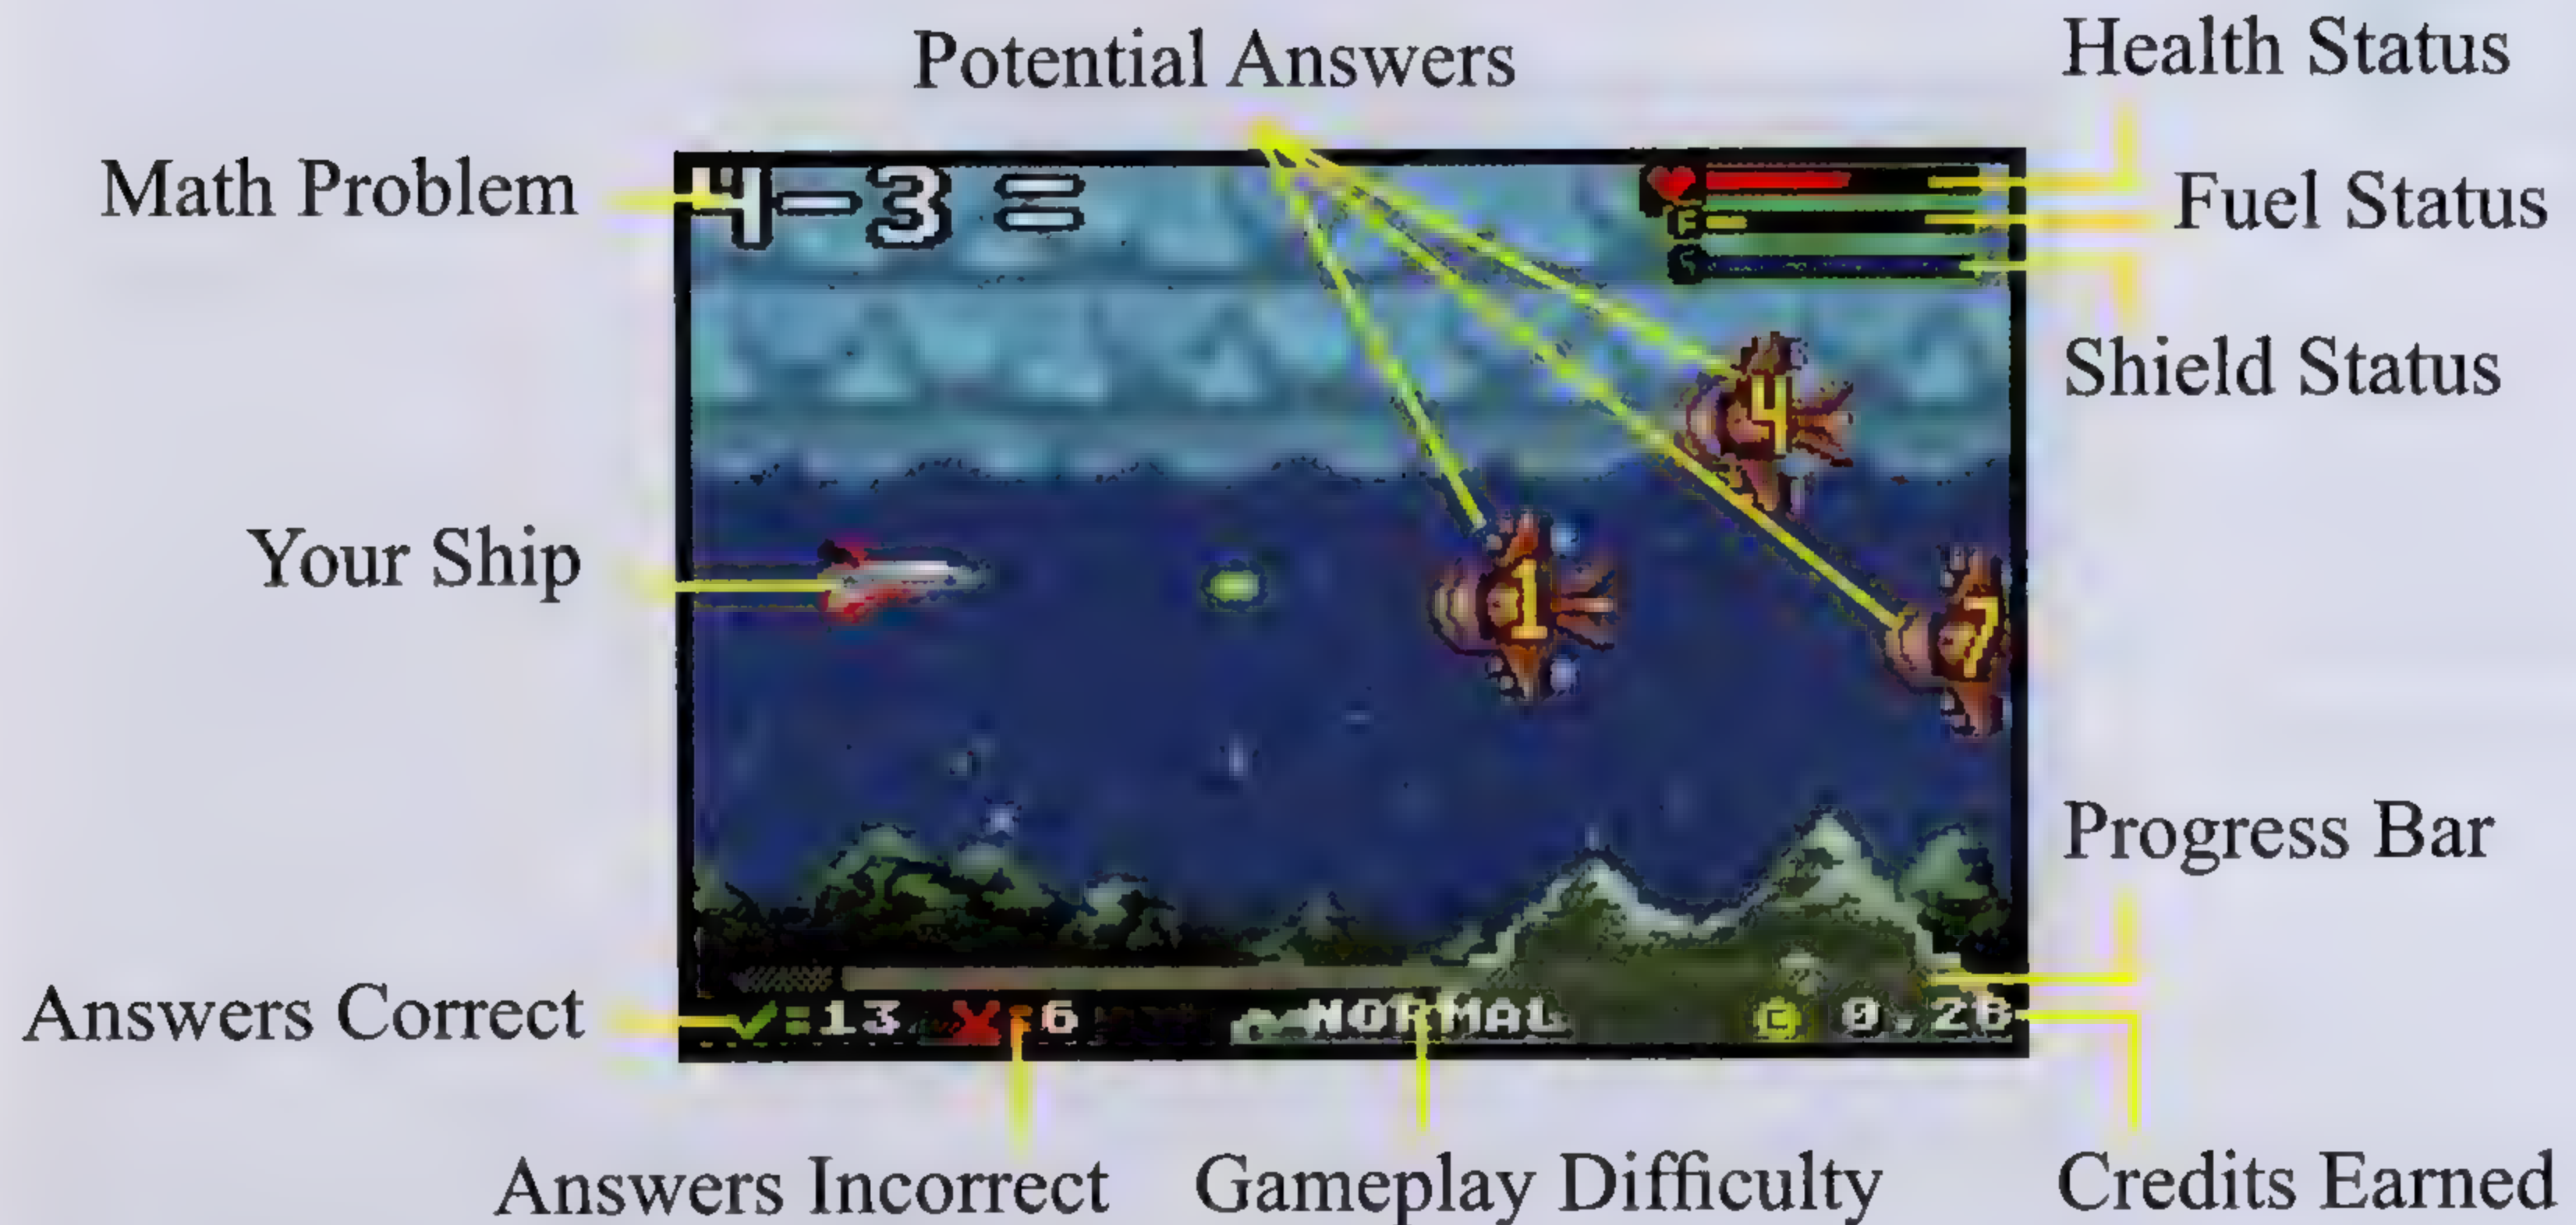 Potential Answers
Health Status
Math Problem
4-3 =
Fuel Status
F
S
Shield Status
4
Your Ship
1
7
Progress Bar
Answers Correct
=13
=6
NORMAL
C 0.26
Answers Incorrect
Gameplay Difficulty
Credits Earned